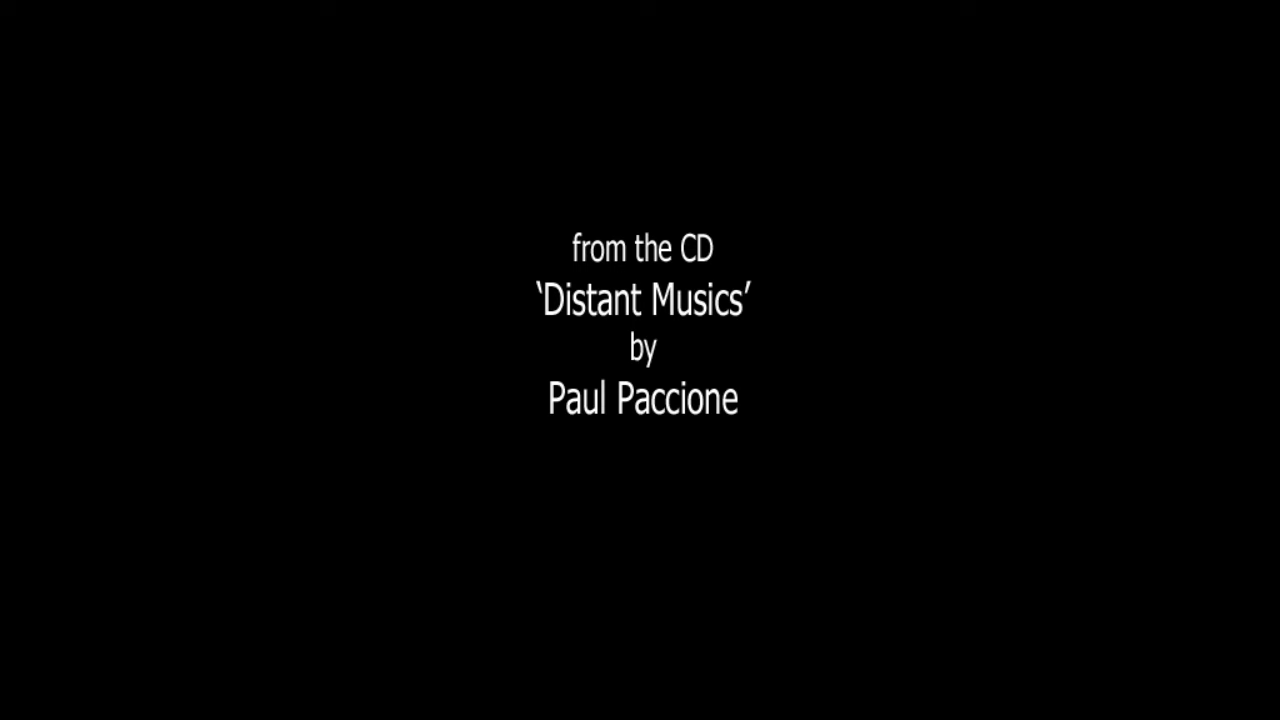 from the CD
‘Distant Musics’
by
Paul Paccione